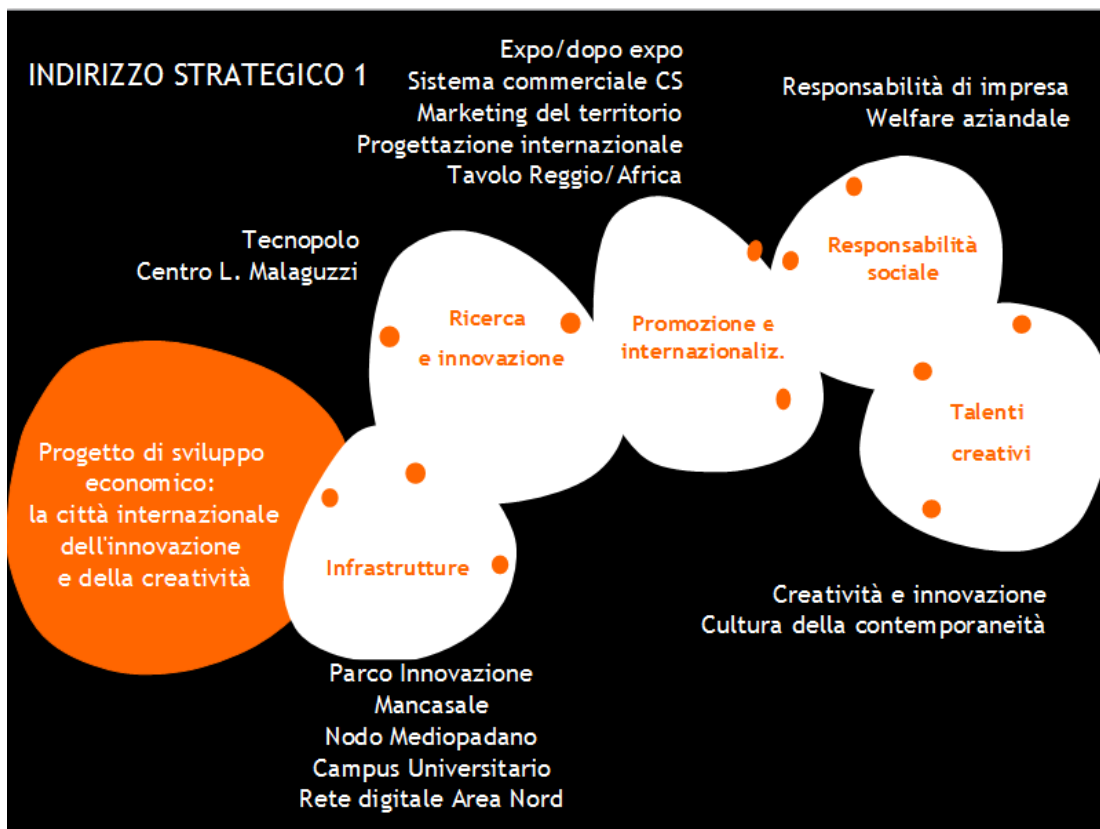 INDIRIZZO STRATEGICO 1
Expo/dopo expo
Sistema commerciale CS
Marketing del territorio
Progettazione internazionale
Tavolo Reggio/Africa
Responsabilità di impresa
Welfare aziandale
Tecnopolo
Centro L. Malaguzzi
Ricerca
e innovazione
Promozione e
internazionaliz.
Responsabilità
sociale
Talenti
creativi
Progetto di sviluppo
economico:
la città internazionale
dell'innovazione
e della creatività
Infrastrutture
Creatività e innovazione
Cultura della contemporaneità
Parco Innovazione
Mancasale
Nodo Mediopadano
Campus Universitario
Rete digitale Area Nord